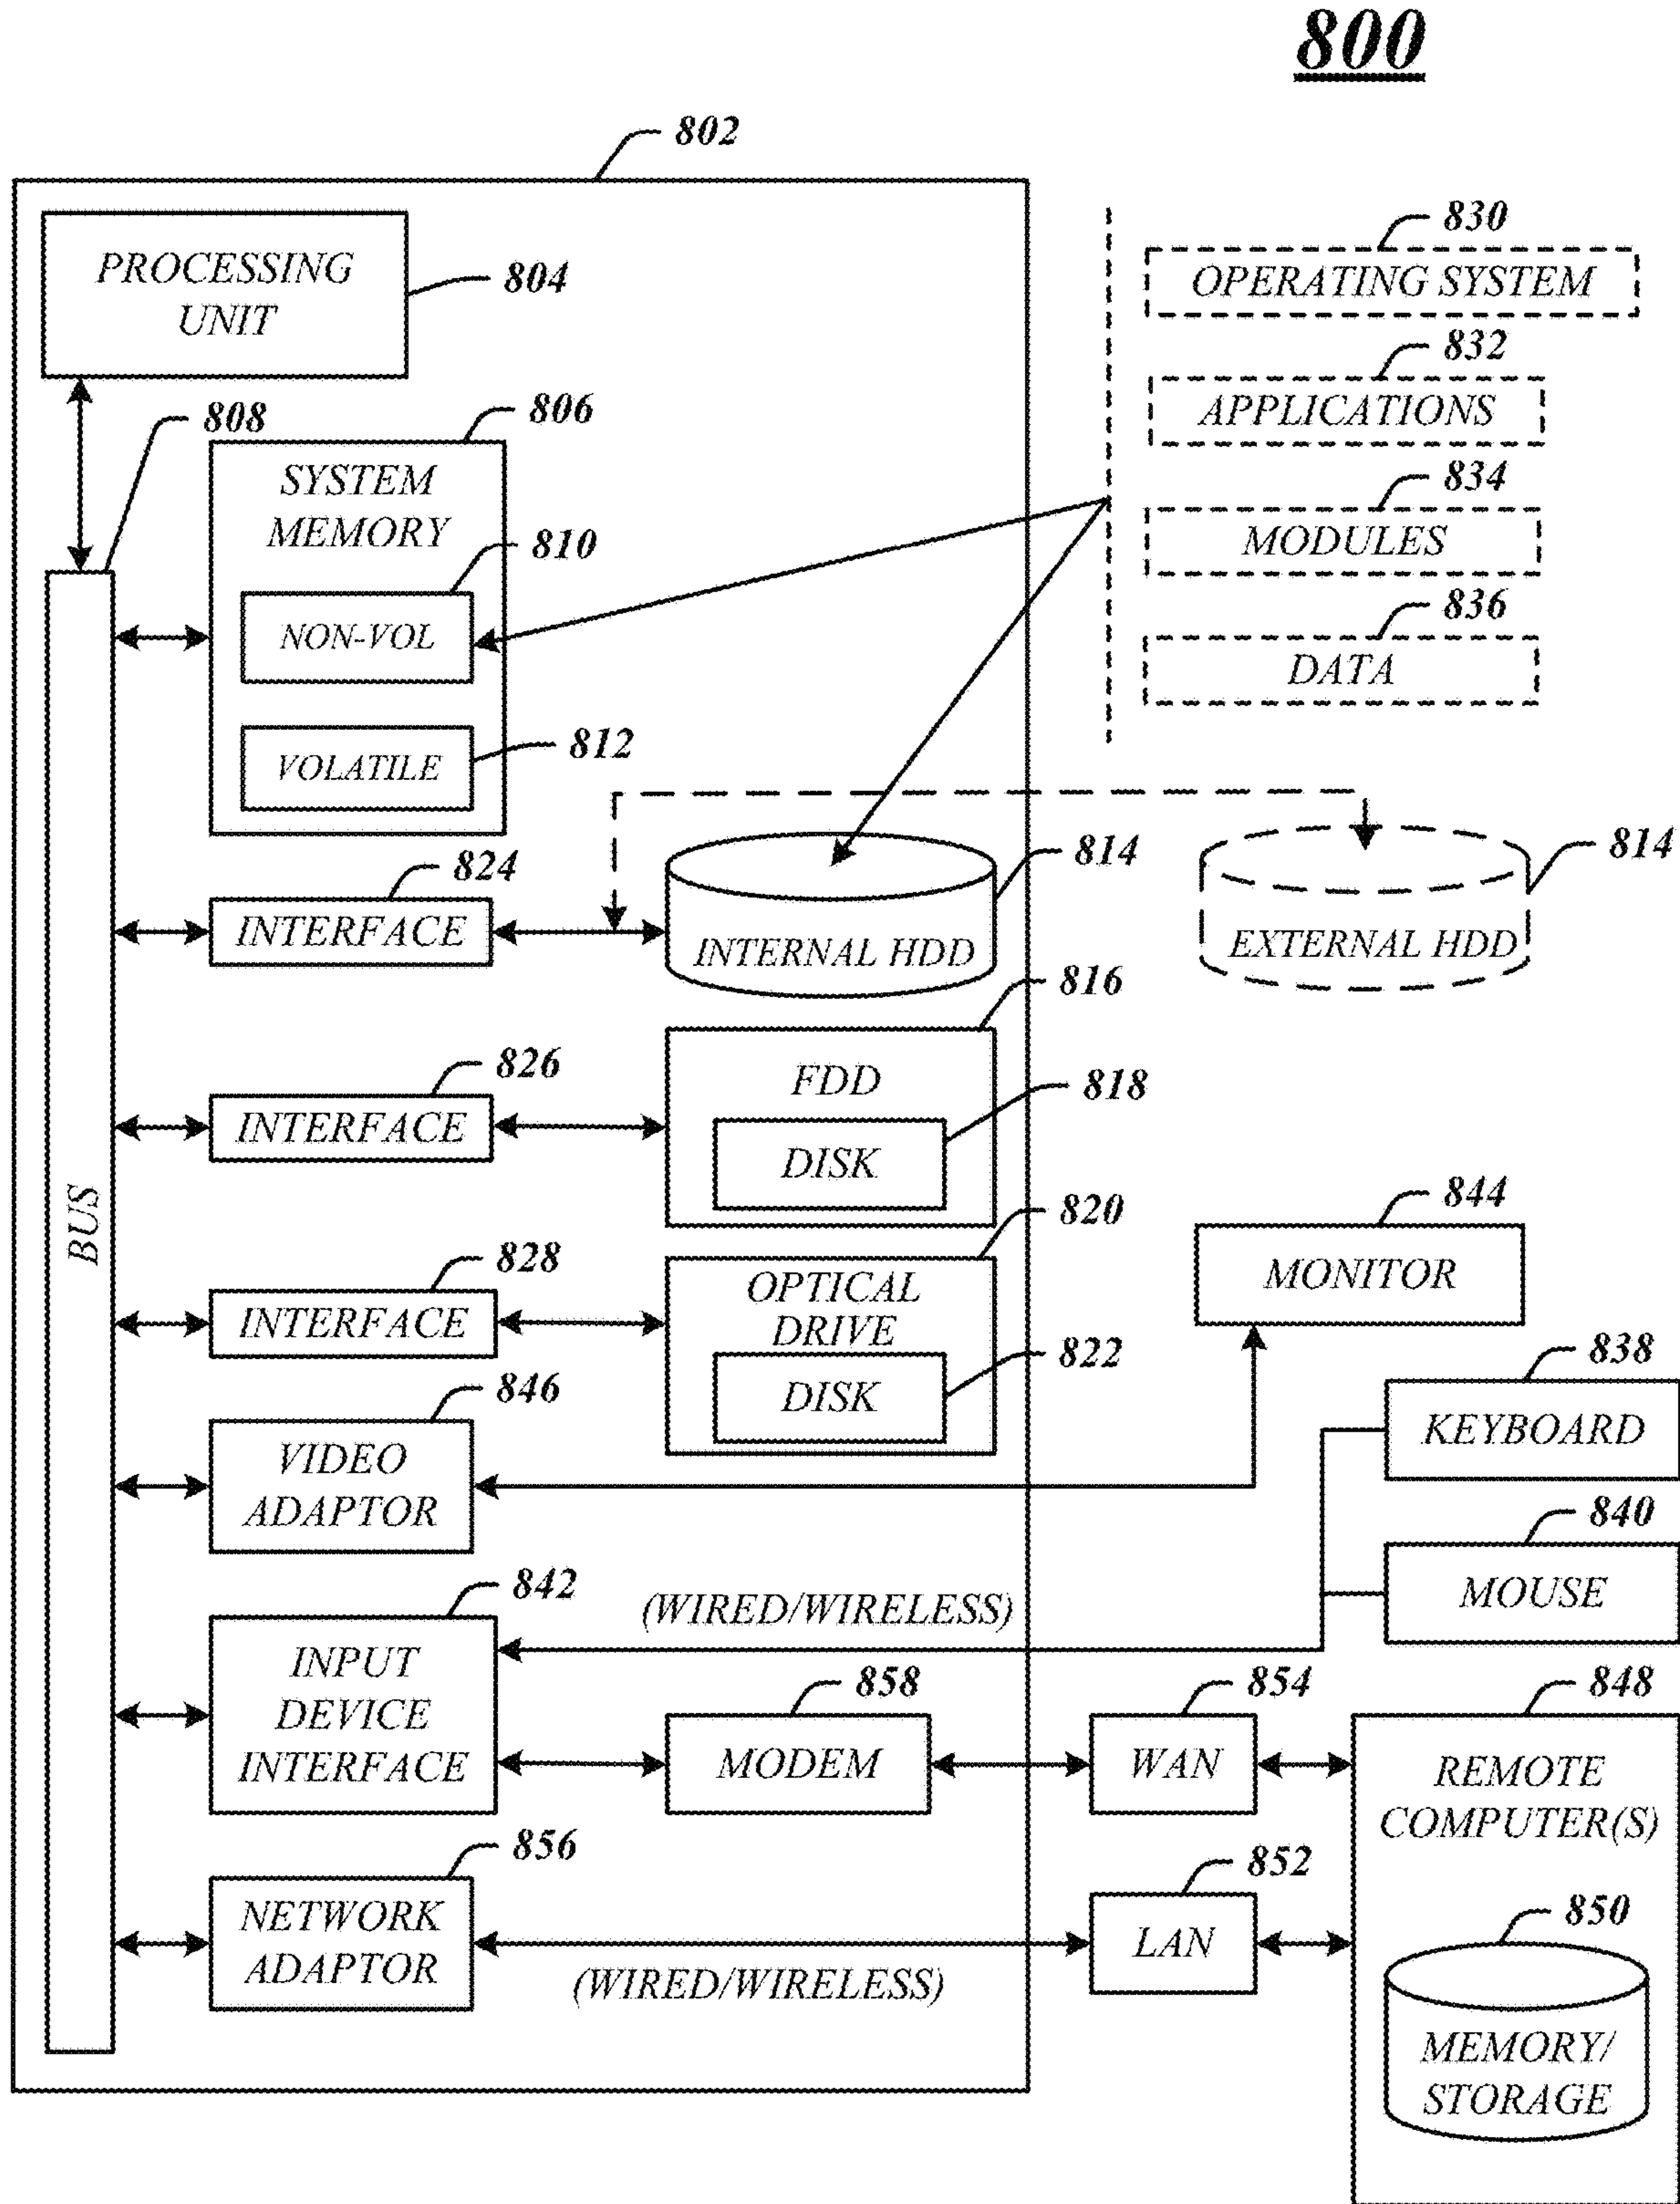 800
802
PROCESSING
UNIT
804
830
OPERATING SYSTEM
832
APPLICATIONS
834
MODULES
836
DATA
808
806
SYSTEM
MEMORY
810
NON-VOL
812
VOLATILE
BUS
824
INTERFACE
814
INTERNAL HDD
814
EXTERNAL HDD
826
INTERFACE
816
FDD
818
DISK
828
INTERFACE
820
OPTICAL
DRIVE
822
DISK
844
MONITOR
846
VIDEO
ADAPTOR
838
KEYBOARD
840
MOUSE
842
INPUT
DEVICE
INTERFACE
(WIRED/WIRELESS)
858
MODEM
854
WAN
848
REMOTE
COMPUTER(S)
856
NETWORK
ADAPTOR
(WIRED/WIRELESS)
852
LAN
850
MEMORY/
STORAGE